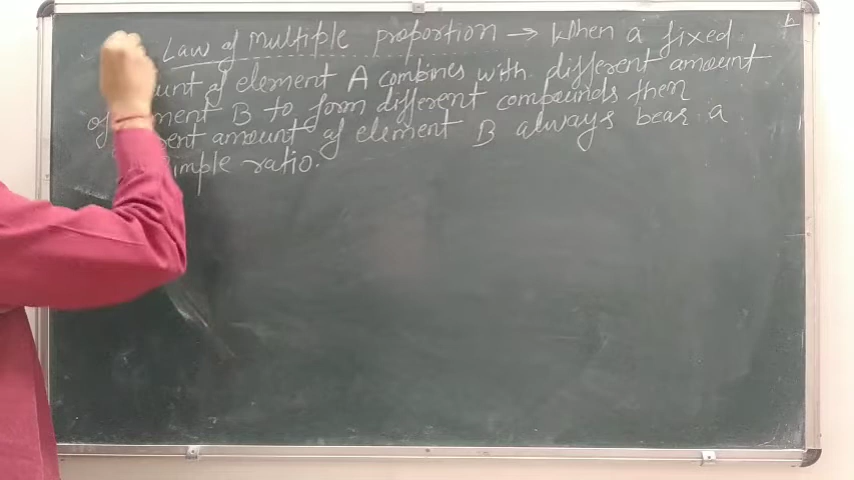 Law of multiple proportion → When a fixed
unt of element A combines with different amount
of ment B to form different compounds then
rent amount of element B always bear a
imple ratio.